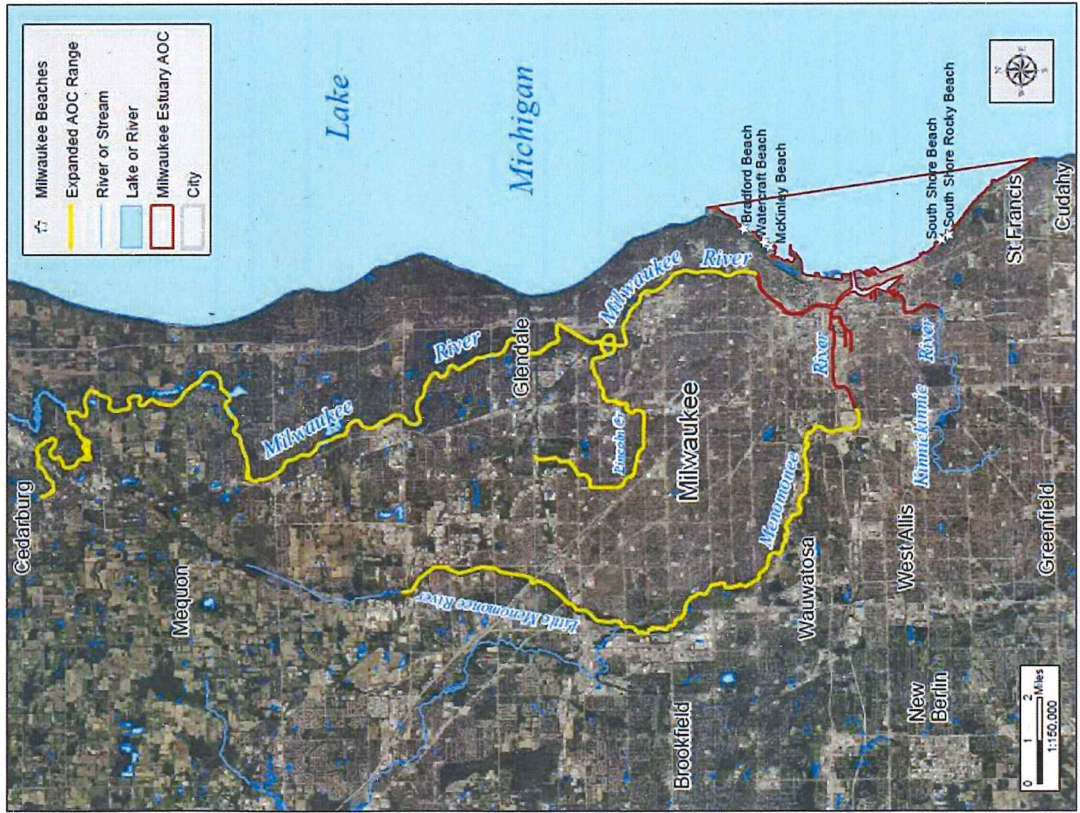 Milwaukee Beaches
Expanded AOC Range
River or Stream
Lake or River
Milwaukee Estuary AOC
City
Lake
Michigan
Cedarburg
Mequon
Milwaukee
River
Glendale
Milwaukee
River
Lincoln Cr
Little Menomonee River
Milwaukee
Menomonee
River
Bradford Beach
Watercraft Beach
McKinley Beach
Brookfield
Wauwatosa
West Allis
Kinnickinnic
River
South Shore Beach
South Shore Rocky Beach
New
Berlin
Greenfield
St Francis
Cudahy
0 1 2
Miles
1:150,000